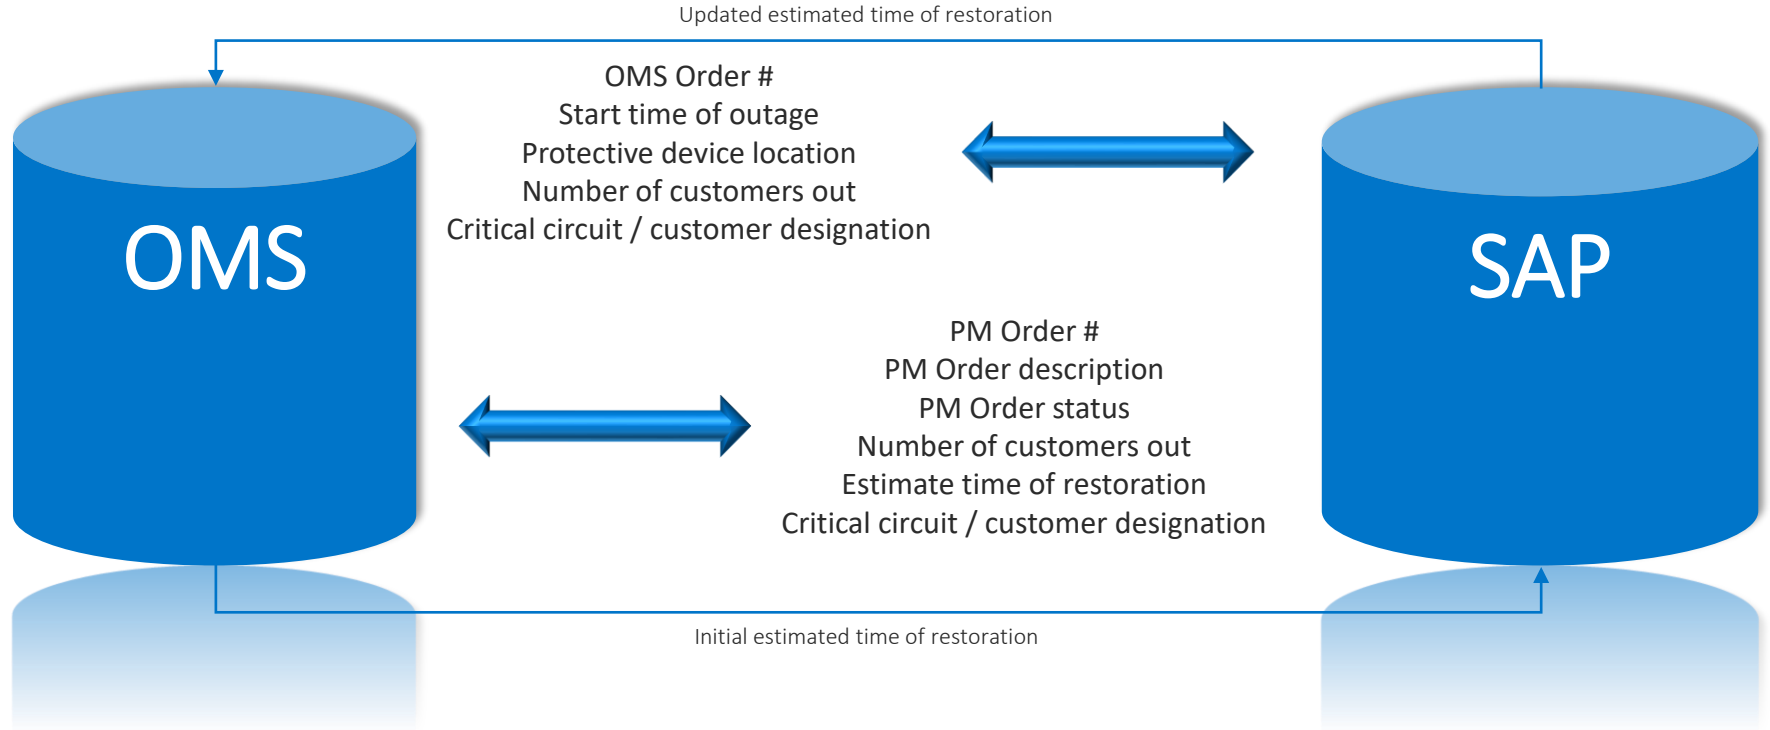 Updated estimated time of restoration
OMS Order #
Start time of outage
Protective device location
Number of customers out
Critical circuit / customer designation
OMS
SAP
PM Order #
PM Order description
PM Order status
Number of customers out
Estimate time of restoration
Critical circuit / customer designation
Initial estimated time of restoration